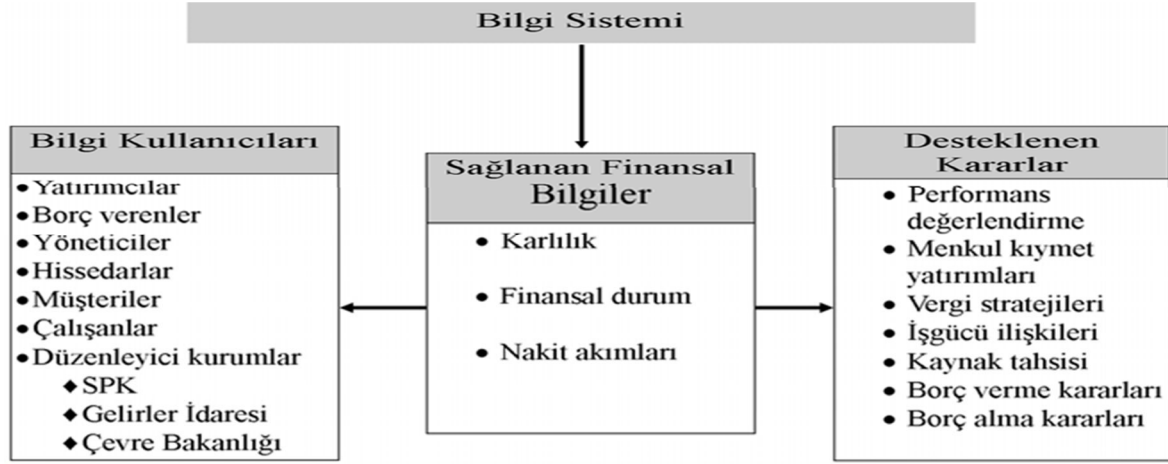 Bilgi Sistemi
Bilgi Kullanıcıları
• Yatırımcılar
• Borç verenler
• Yöneticiler
• Hissedarlar
• Müşteriler
• Çalışanlar
• Düzenleyici kurumlar
◆ SPK
◆ Gelirler İdaresi
◆ Çevre Bakanlığı
Sağlanan Finansal
Bilgiler
• Karlılık
• Finansal durum
• Nakit akımları
Desteklenen
Kararlar
• Performans
değerlendirme
• Menkul kıymet
yatırımları
• Vergi stratejileri
• İşgücü ilişkileri
• Kaynak tahsisi
• Borç verme kararları
• Borç alma kararları